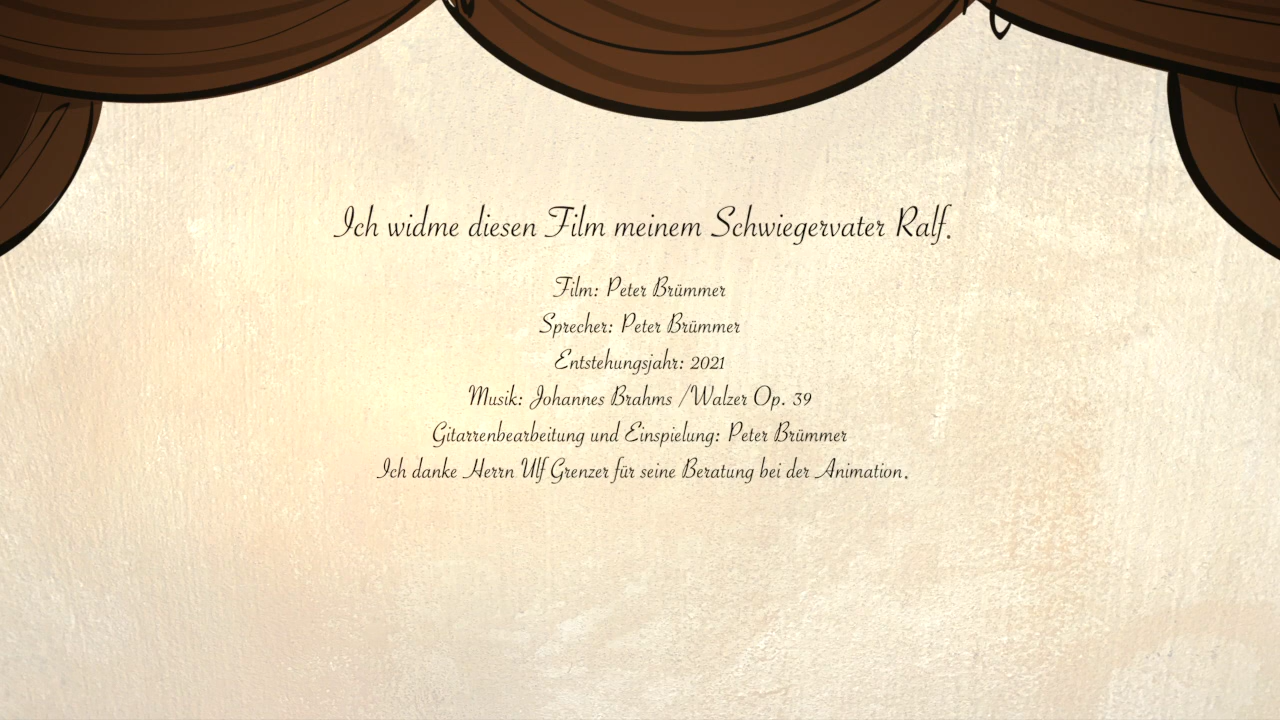 Ich widme diesen Film meinem Schwiegervater Ralf.
Film: Peter Brümmer
Sprecher: Peter Brümmer
Entstehungsjahr: 2021
Musik: Johannes Brahms /Walzer Op. 39
Gitarrenbearbeitung und Einspielung: Peter Brümmer
Ich danke Herrn Ulf Grenzer für seine Beratung bei der Animation.